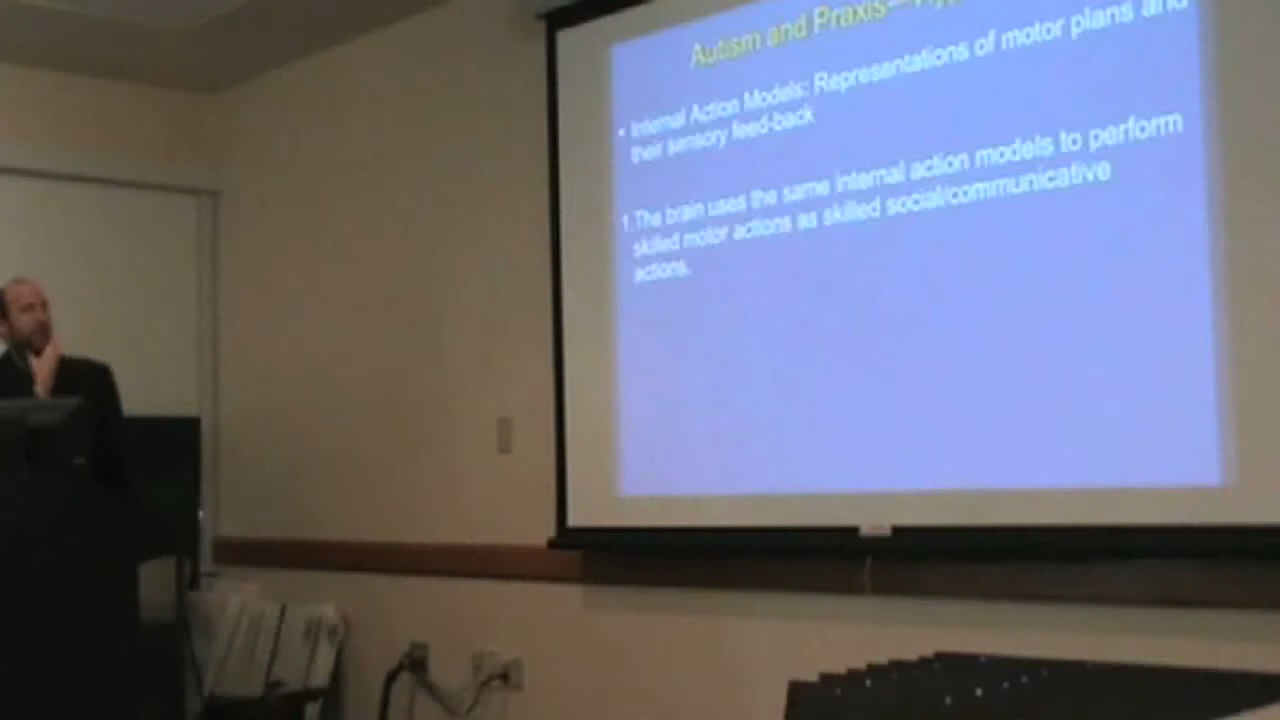 Autism and Praxis—
• Internal Action Models: Representations of motor plans and
their sensory feed-back
1.The brain uses the same internal action models to perform
skilled motor actions as skilled social/communicative
actions.